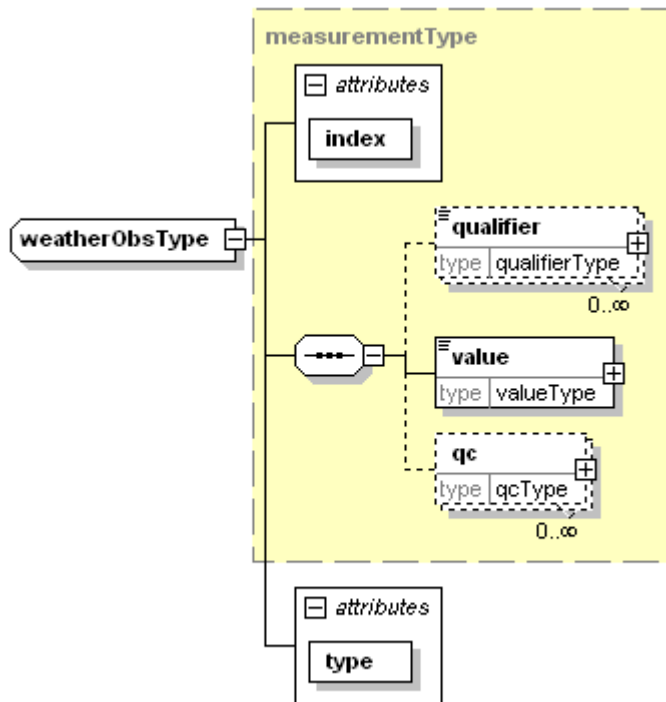 measurementType
attributes
index
weatherObsType
qualifier
type qualifierType
0..∞
value
type valueType
qc
type qcType
0..∞
attributes
type